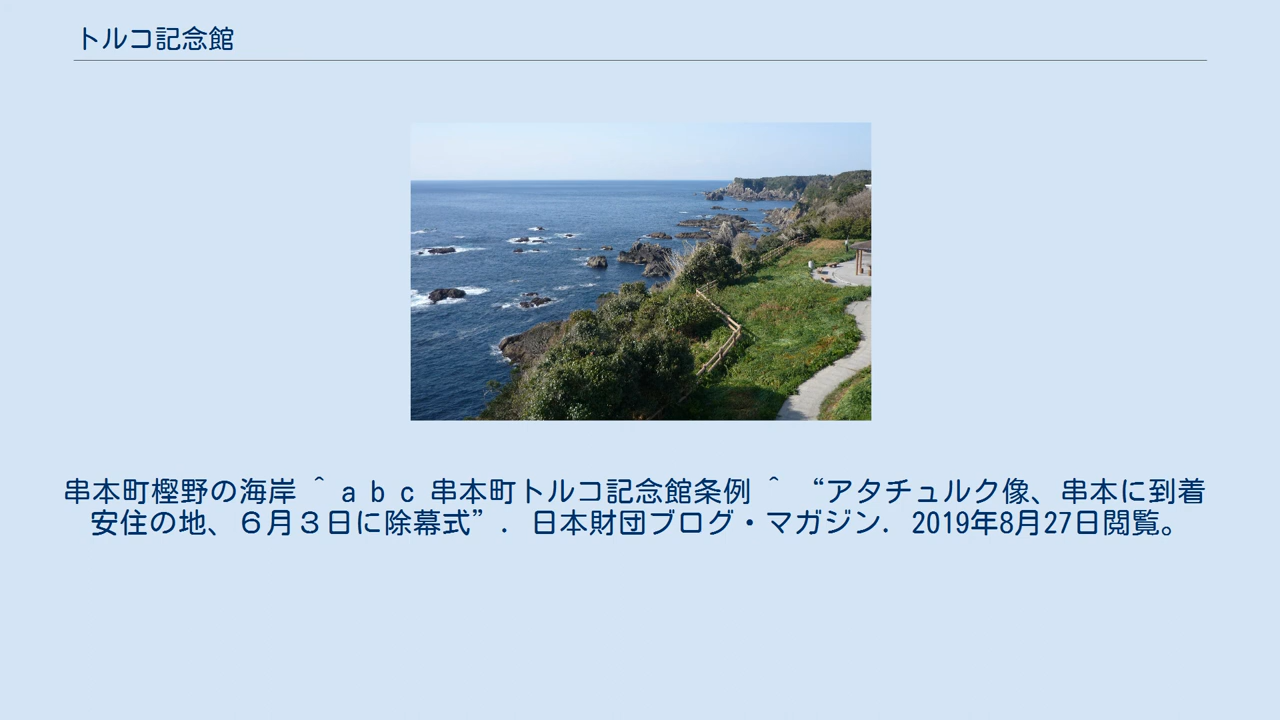 トルコ記念館
串本町樫野の海岸 ^ a b c 串本町トルコ記念館条例 ^ “アタチュルク像、串本に到着
安住の地、６月３日に除幕式”. 日本財団ブログ・マガジン. 2019年8月27日閲覧。